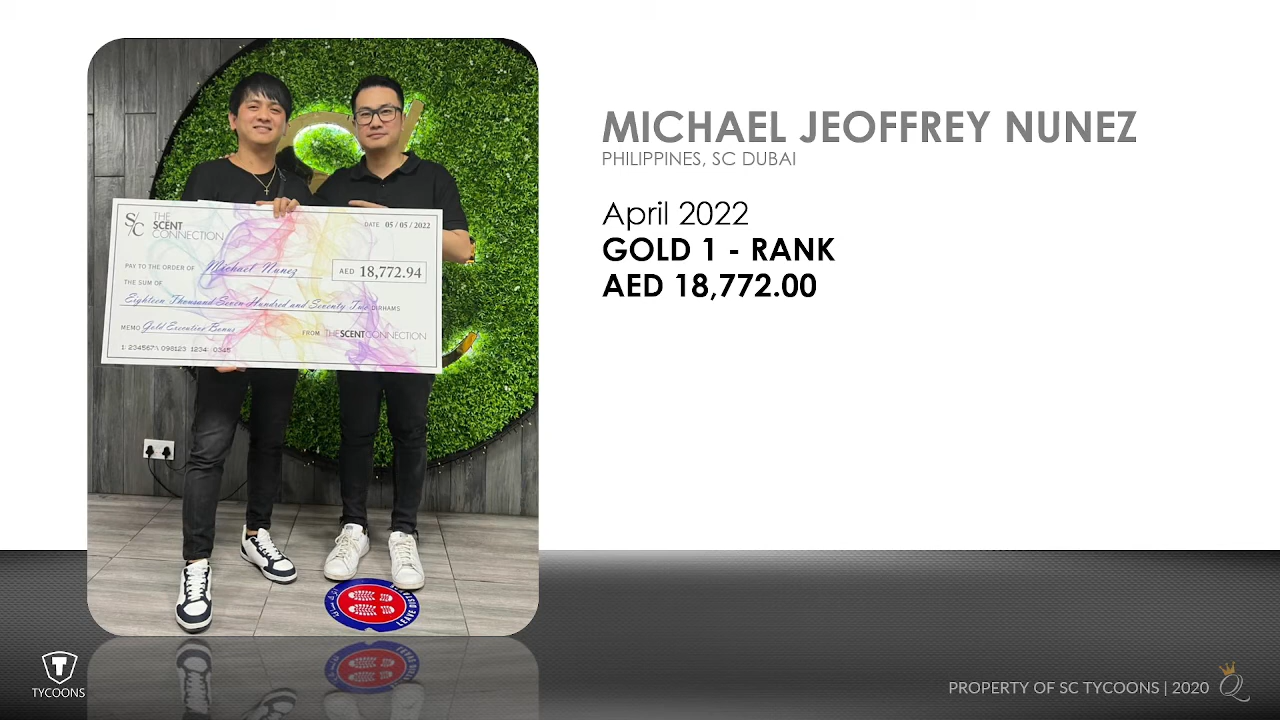 MICHAEL JEOFFREY NUNEZ
PHILIPPINES, SC DUBAI
April 2022
GOLD 1 - RANK
AED 18,772.00
S/C THE
SCENT
CONNECTION
DATE 05 / 05 / 2022
PAY TO THE ORDER OF Michael Nunez
AED 18,772.94
THE SUM OF
Eighteen Thousand Seven Hundred and Seventy Two DIRHAMS
MEMO Gold Executive Bonus
FROM THESCENTCONNECTION
LEAVE
TYCOONS
PROPERTY OF SC TYCOONS | 2020